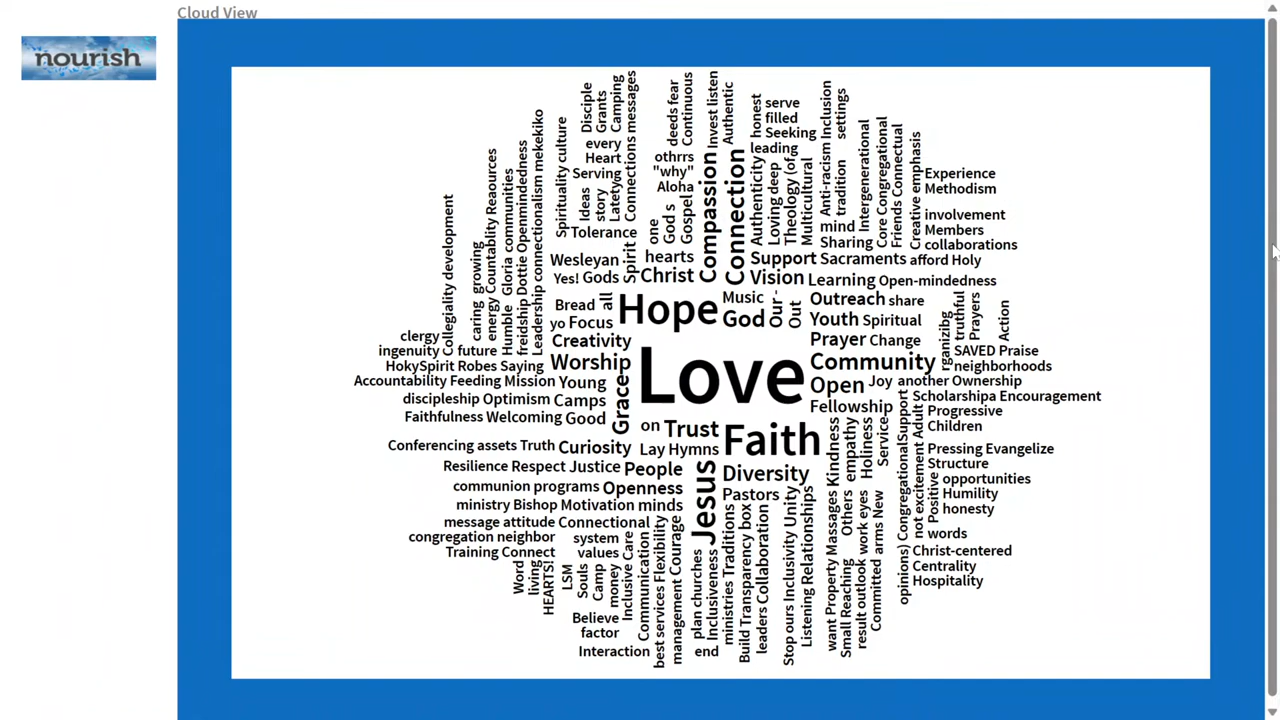 Cloud View
nourish
Collegiality development
caring growing
energy Countability Reaources
Humble Gloria communities
freidship Dottie Openmindedness
Leadership connectionalism mekekiko
Spirituality culture
Disciple
Grants
Camping
every
Heart
Serving
Ideas
story
Latetya
Connections messages
Tolerance
Wesleyan
Spirit
Yes! Gods
deeds fear
Continuous
othrrs
"why"
Aloha
one
God s
Gospel
hearts
Christ
Compassion
Invest listen
Connection
Authentic
Authenticity honest
serve
filled
Seeking
leading
Loving deep
Theology (of
Multicultural
Anti-racism Inclusion
tradition settings
mind
Sharing
Intergenerational
Core Congregational
Friends Connectual
Creative emphasis
Experience
Methodism
involvement
Members
collaborations
Support Sacraments afford Holy
Vision Learning Open-mindedness
Bread all
yo Focus
Hope
Music
God
Our -
Out
Outreach share
Youth Spiritual
Prayer Change
rganizibg
truthful
Prayers
Action
Creativity
clergy
ingenuity
future
HokySpirit Robes Saying
Worship
Accountability Feeding Mission Young
discipleship Optimism Camps
Faithfulness Welcoming Good
Grace
Love
Community
SAVED Praise
neighborhoods
Open Joy another Ownership
Fellowship
Scholarshipa Encouragement
Progressive
Children
on Trust
Faith
Conferencing assets Truth Curiosity Lay Hymns
Resilience Respect Justice People
communion programs Openness
ministry Bishop Motivation minds
message attitude Connectional
congregation neighbor
Training Connect
system
values
Jesus
Diversity
Pastors
Kindness
empathy
Holiness
Service
CongregationalSupport
not excitement Adult
Positive
Pressing Evangelize
Structure
opportunities
Humility
honesty
words
Christ-centered
Centrality
Hospitality
opinions)
Word
living
HEARTS!
LSM
Souls
Camp
money
Inclusive Care
Communication
best services Flexibility
management Courage
Believe
factor
Interaction
plan churches
Inclusiveness
end
ministries Traditions
Build Transparency box
leaders Collaboration
Stop ours Inclusivity Unity
Listening Relationships
want Property Massages
Small Reaching Others
result outlook work eyes
Committed arms New